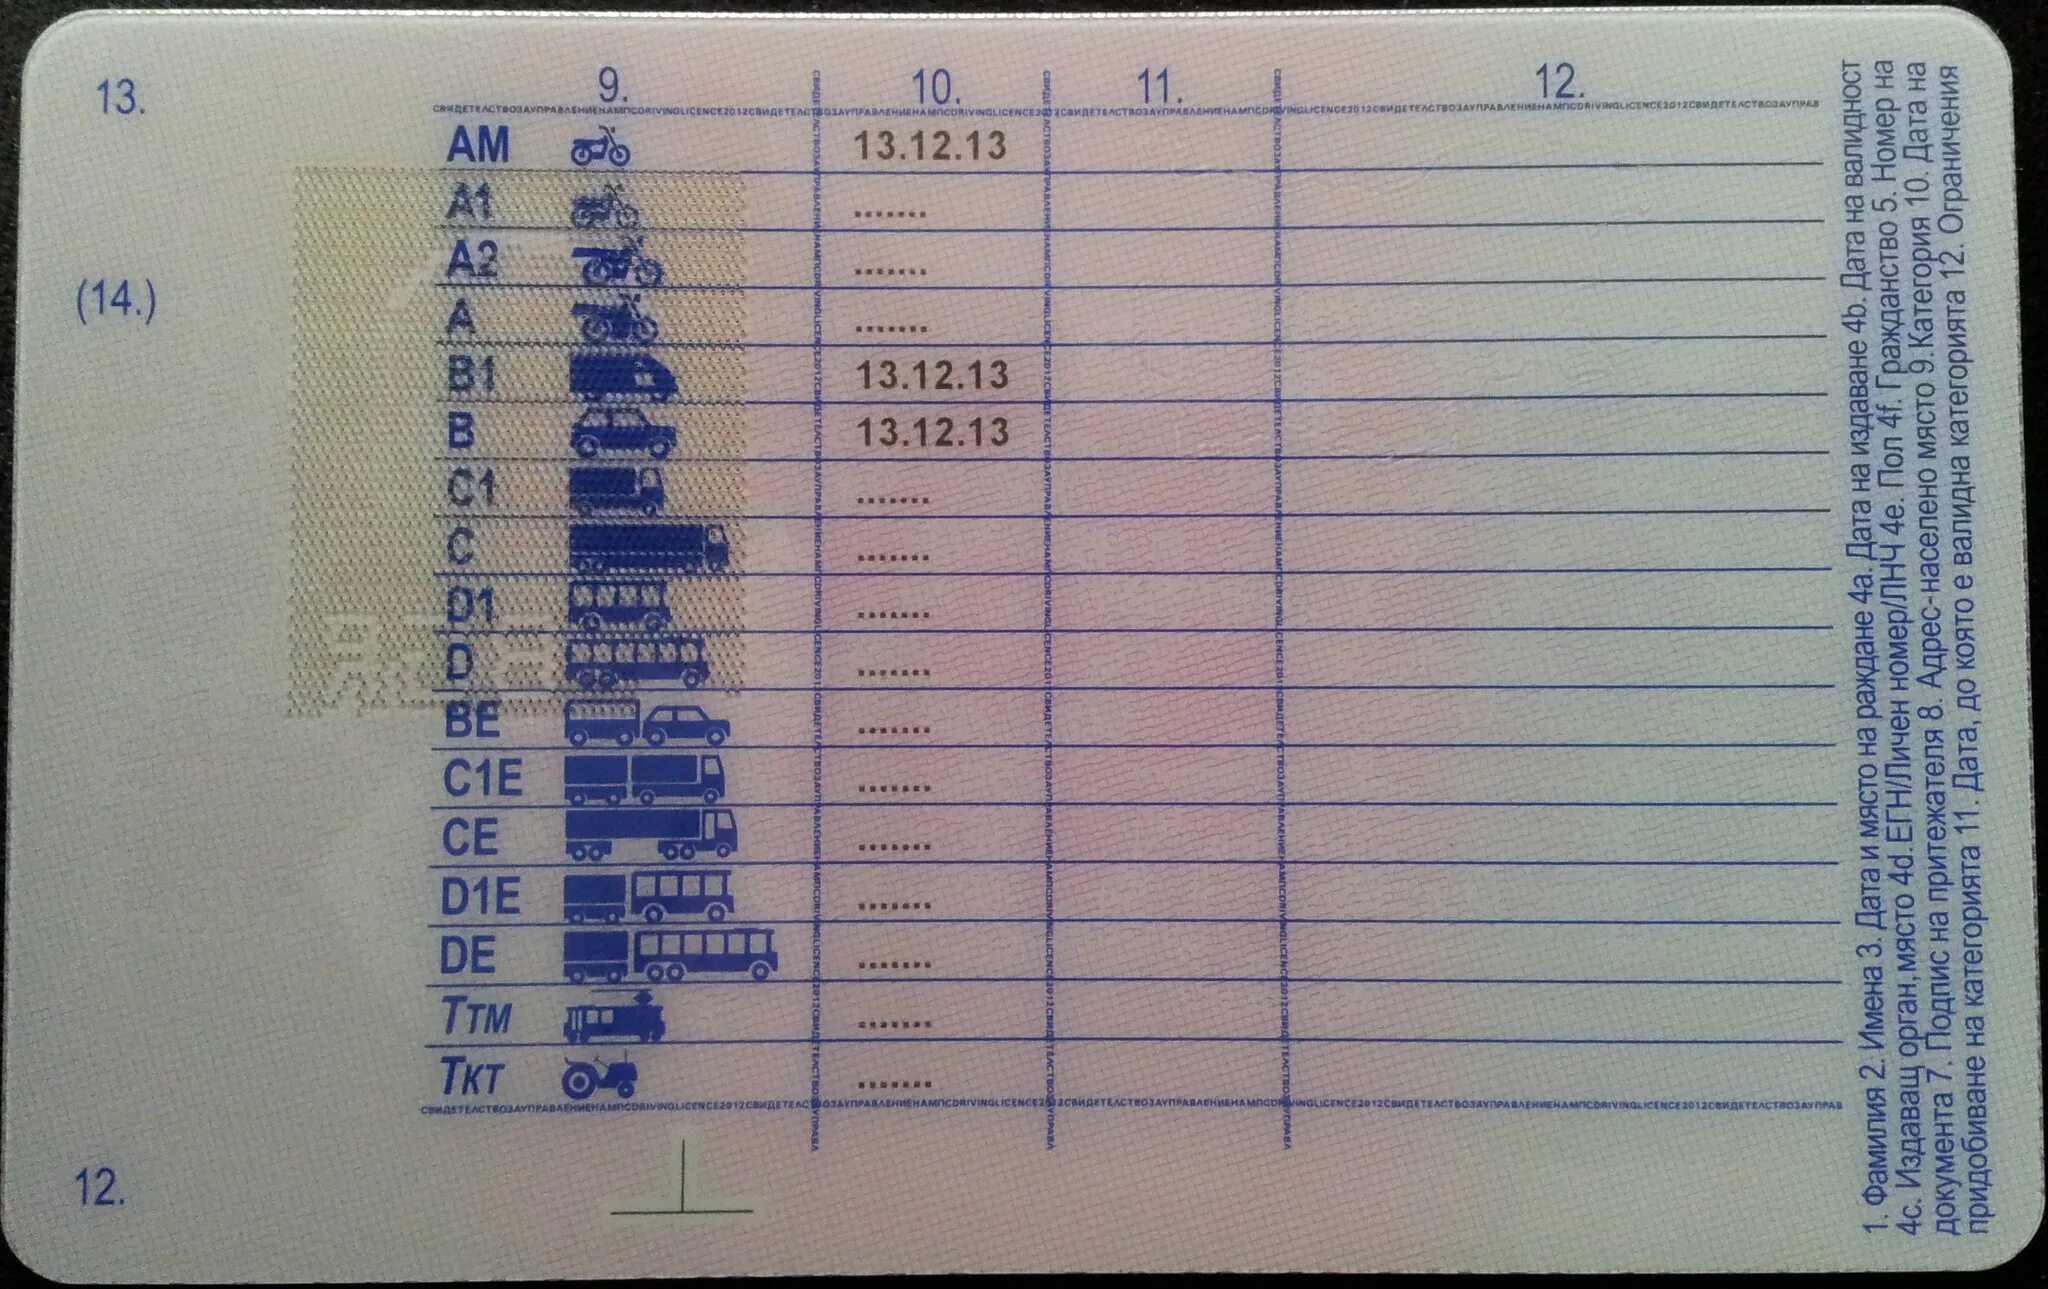 13.
9. 10. 11. 12.
СВИДЕТЕЛСТВОЗАУПРАВЛЕНИЕНАМПСDRIVINGLICENCE2012СВИДЕТЕЛСТВОЗАУПРАВЛЕНИЕНАМПСDRIVINGLICENCE2012СВИДЕТЕЛСТВОЗАУПРАВЛЕНИЕНАМПСDRIVINGLICENCE2012СВИДЕТЕЛСТВОЗАУПРАВЛЕНИЕНАМПСDRIVINGLICENCE2012СВИДЕТЕЛСТВОЗАУПРАВ
AM 13.12.13
A1 .......
A2 .......
(14.)
A .......
B1 13.12.13
B 13.12.13
C1 .......
C .......
D1 .......
D .......
BE .......
C1E .......
CE .......
D1E .......
DE .......
Ттм .......
Ткт .......
СВИДЕТЕЛСТВОЗАУПРАВЛЕНИЕНАМПСDRIVINGLICENCE2012СВИДЕТЕЛСТВОЗАУПРАВЛЕНИЕНАМПСDRIVINGLICENCE2012СВИДЕТЕЛСТВОЗАУПРАВЛЕНИЕНАМПСDRIVINGLICENCE2012СВИДЕТЕЛСТВОЗАУПРАВЛЕНИЕНАМПСDRIVINGLICENCE2012СВИДЕТЕЛСТВОЗАУПРАВ
12.
1. Фамилия 2. Имена 3. Дата и място на раждане 4a. Дата на издаване 4b. Дата на валидност
4c. Издаващ орган,място 4d.ЕГН/Личен номер/ЛНЧ 4e. Пол 4f. Гражданство 5. Номер на
документа 7. Подпис на притежателя 8. Адрес-населено място 9.Категория 10. Дата на
придобиване на категорията 11. Дата, до която е валидна категорията 12. Ограничения